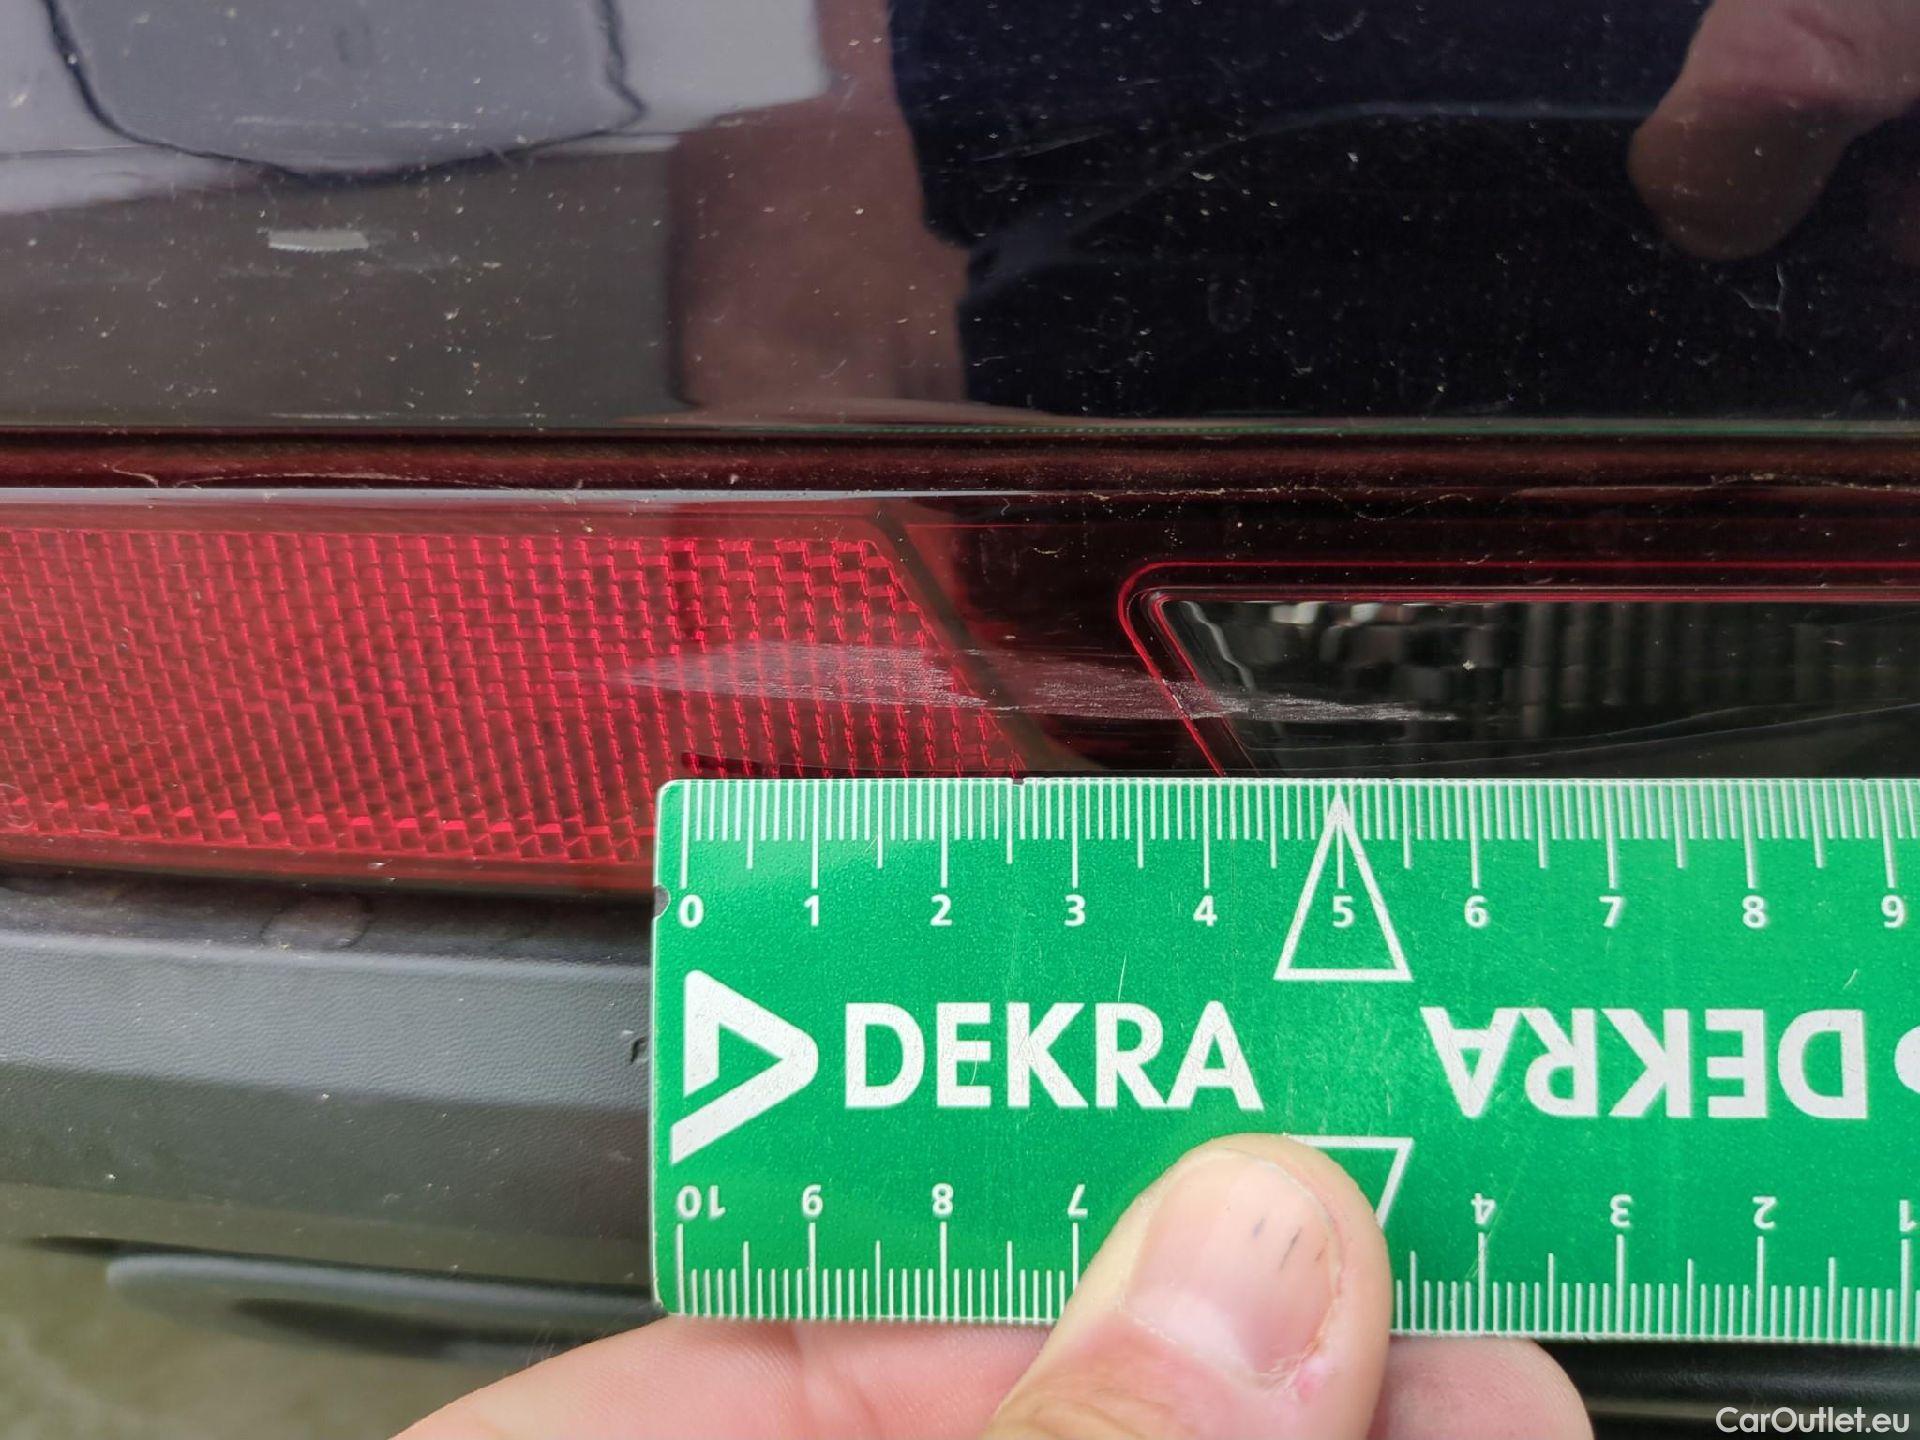 0 1 2 3 4 5 6 7 8 9
DEKRA DEKRA
10 9 8 7 4 3 2 1
CarOutlet.eu